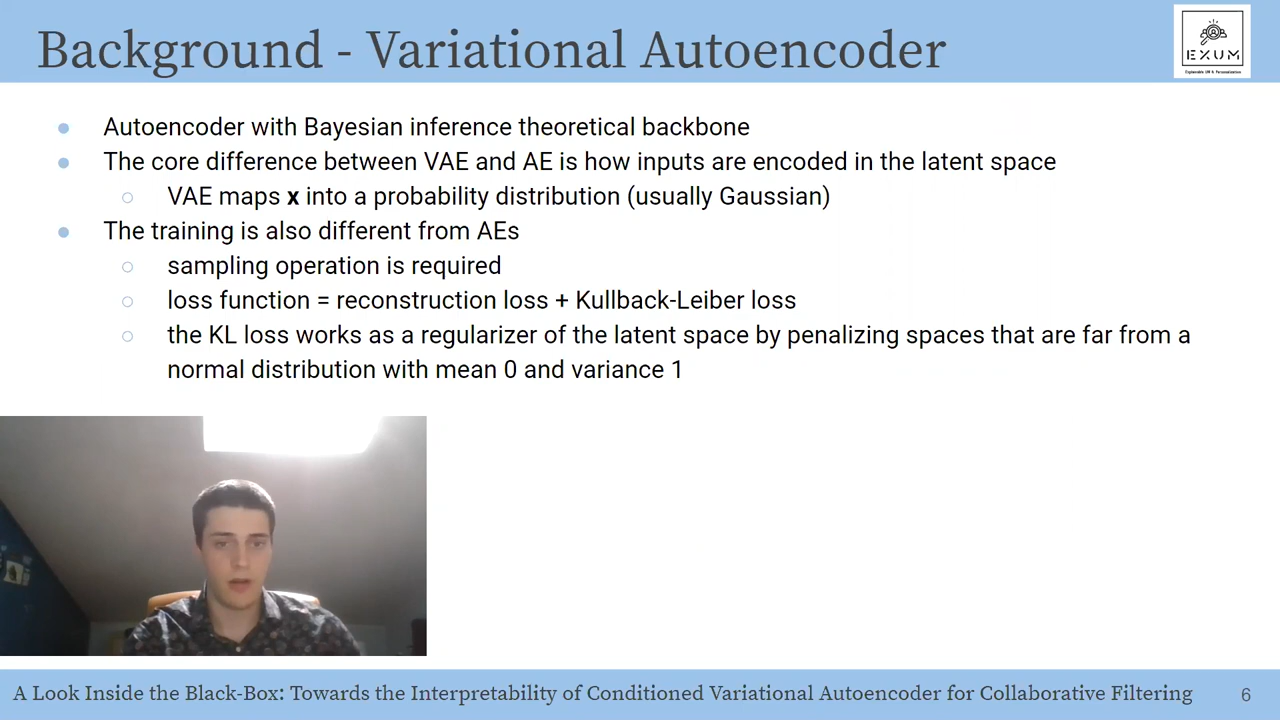 Background - Variational Autoencoder
EXUM
Explainable UM & Personalization
Autoencoder with Bayesian inference theoretical backbone
The core difference between VAE and AE is how inputs are encoded in the latent space
VAE maps x into a probability distribution (usually Gaussian)
The training is also different from AEs
sampling operation is required
loss function = reconstruction loss + Kullback-Leiber loss
the KL loss works as a regularizer of the latent space by penalizing spaces that are far from a
normal distribution with mean 0 and variance 1
A Look Inside the Black-Box: Towards the Interpretability of Conditioned Variational Autoencoder for Collaborative Filtering
6